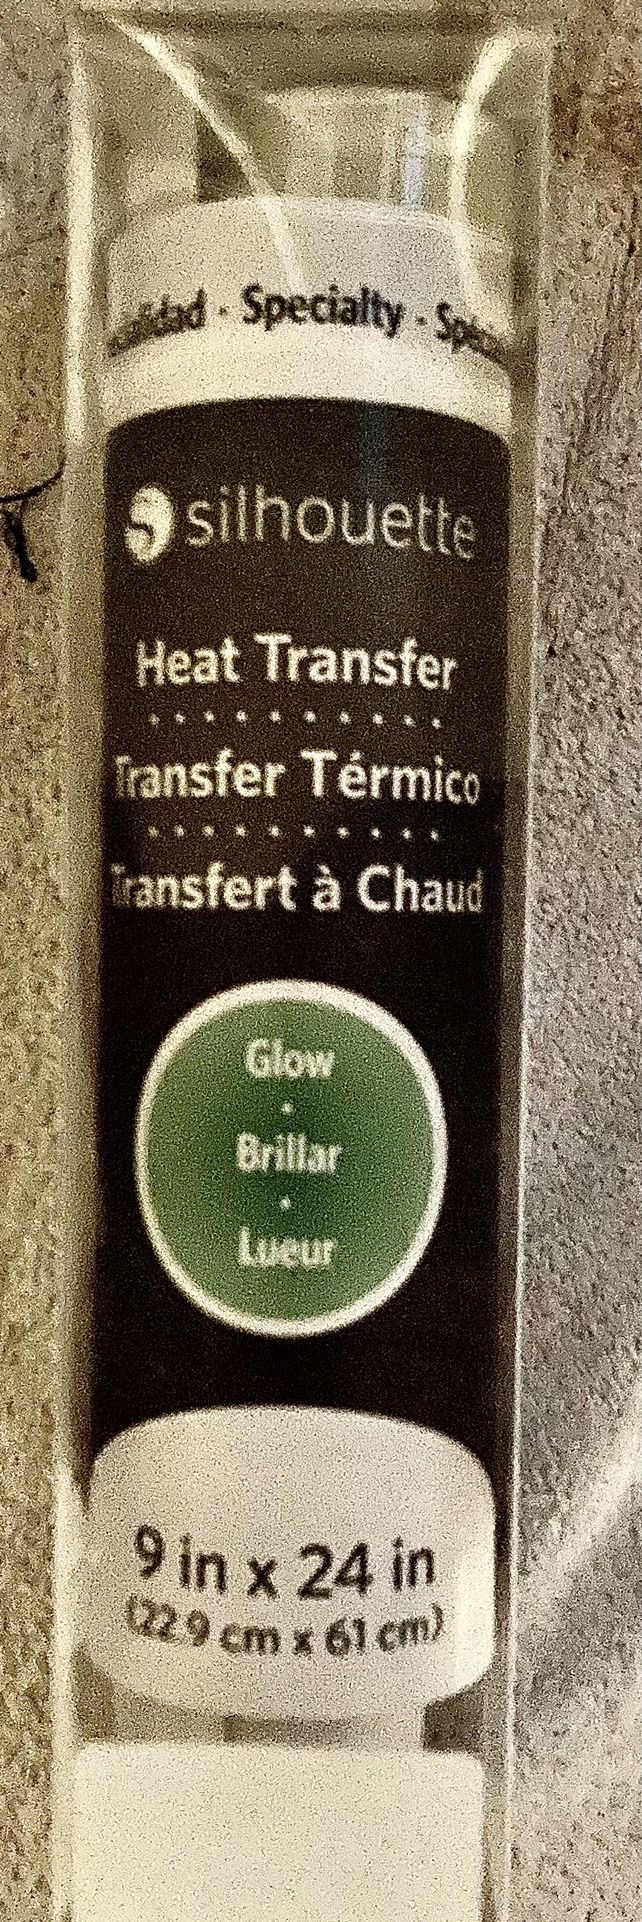 · Specialty ·
silhouette
Heat Transfer
Transfer Térmico
Transfert à Chaud
Glow
·
Brillar
·
Lueur
9 in x 24 in
(22.9 cm x 61 cm)